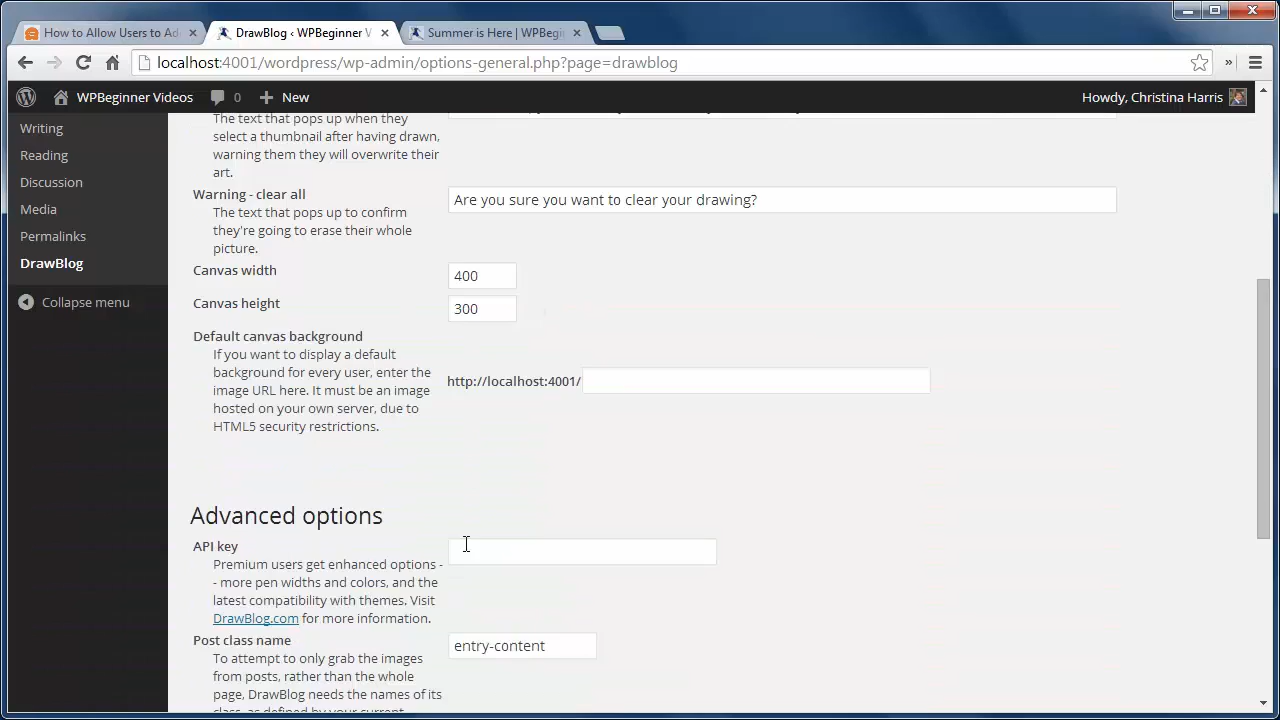 How to Allow Users to Ad
DrawBlog ‹ WPBeginner V
Summer is Here | WPBegin
localhost:4001/wordpress/wp-admin/options-general.php?page=drawblog
WPBeginner Videos
0
New
Howdy, Christina Harris
Writing
Reading
Discussion
Media
Permalinks
DrawBlog
Collapse menu
The text that pops up when they
select a thumbnail after having drawn,
warning them they will overwrite their
art.
Warning - clear all
The text that pops up to confirm
they're going to erase their whole
picture.
Are you sure you want to clear your drawing?
Canvas width
400
Canvas height
300
Default canvas background
If you want to display a default
background for every user, enter the
image URL here. It must be an image
hosted on your own server, due to
HTML5 security restrictions.
http://localhost:4001/
Advanced options
API key
Premium users get enhanced options -
- more pen widths and colors, and the
latest compatibility with themes. Visit
DrawBlog.com for more information.
Post class name
entry-content
To attempt to only grab the images
from posts, rather than the whole
page, DrawBlog needs the names of its
class, as defined by your current